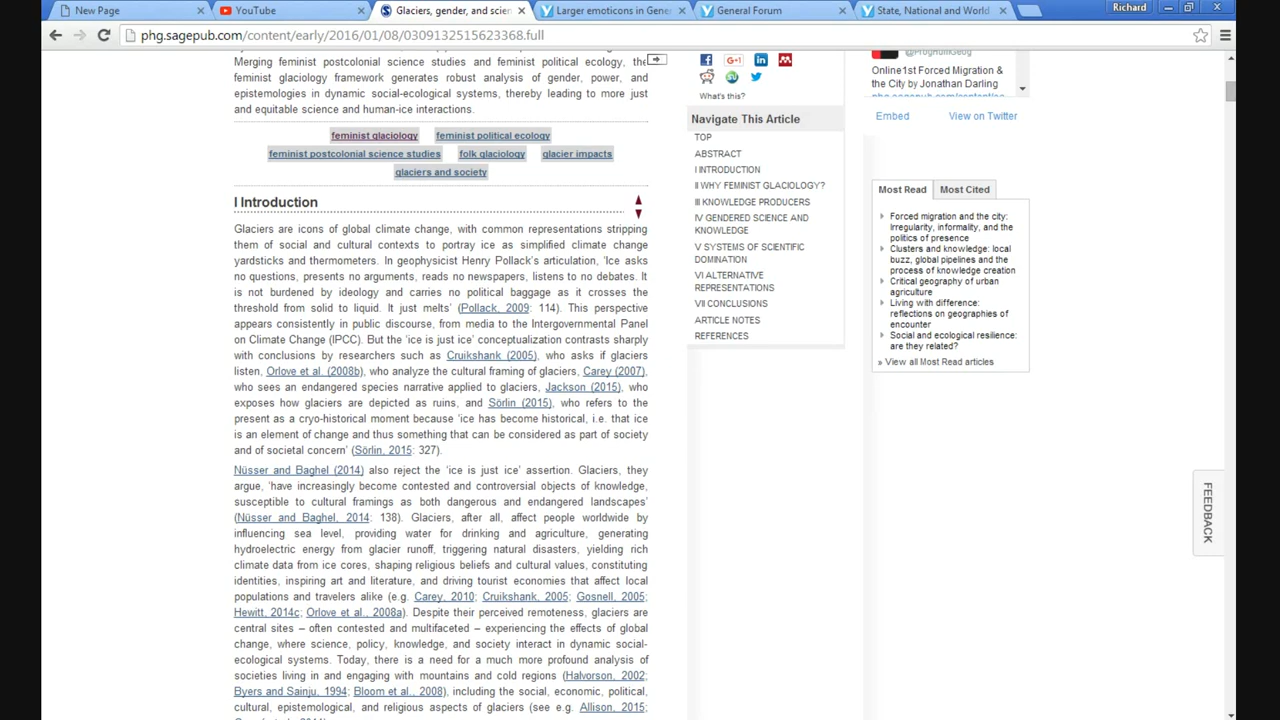 New Page
YouTube
Glaciers, gender, and scien
Larger emoticons in Gene
General Forum
State, National and World
Richard
phg.sagepub.com/content/early/2016/01/08/0309132515623368.full
Merging feminist postcolonial science studies and feminist political ecology, the
feminist glaciology framework generates robust analysis of gender, power, and
epistemologies in dynamic social-ecological systems, thereby leading to more just
and equitable science and human-ice interactions.
feminist glaciology feminist political ecology
feminist postcolonial science studies folk glaciology glacier impacts
glaciers and society
I Introduction
Glaciers are icons of global climate change, with common representations stripping
them of social and cultural contexts to portray ice as simplified climate change
yardsticks and thermometers. In geophysicist Henry Pollack's articulation, 'Ice asks
no questions, presents no arguments, reads no newspapers, listens to no debates. It
is not burdened by ideology and carries no political baggage as it crosses the
threshold from solid to liquid. It just melts' (Pollack, 2009: 114). This perspective
appears consistently in public discourse, from media to the Intergovernmental Panel
on Climate Change (IPCC). But the 'ice is just ice' conceptualization contrasts sharply
with conclusions by researchers such as Cruikshank (2005), who asks if glaciers
listen, Orlove et al. (2008b), who analyze the cultural framing of glaciers, Carey (2007),
who sees an endangered species narrative applied to glaciers, Jackson (2015), who
exposes how glaciers are depicted as ruins, and Sörlin (2015), who refers to the
present as a cryo-historical moment because 'ice has become historical, i.e. that ice
is an element of change and thus something that can be considered as part of society
and of societal concern' (Sörlin, 2015: 327).
Nüsser and Baghel (2014) also reject the 'ice is just ice' assertion. Glaciers, they
argue, 'have increasingly become contested and controversial objects of knowledge,
susceptible to cultural framings as both dangerous and endangered landscapes'
(Nüsser and Baghel, 2014: 138). Glaciers, after all, affect people worldwide by
influencing sea level, providing water for drinking and agriculture, generating
hydroelectric energy from glacier runoff, triggering natural disasters, yielding rich
climate data from ice cores, shaping religious beliefs and cultural values, constituting
identities, inspiring art and literature, and driving tourist economies that affect local
populations and travelers alike (e.g. Carey, 2010; Cruikshank, 2005; Gosnell, 2005;
Hewitt, 2014c; Orlove et al., 2008a). Despite their perceived remoteness, glaciers are
central sites – often contested and multifaceted – experiencing the effects of global
change, where science, policy, knowledge, and society interact in dynamic social-
ecological systems. Today, there is a need for a much more profound analysis of
societies living in and engaging with mountains and cold regions (Halvorson, 2002;
Byers and Sainju, 1994; Bloom et al., 2008), including the social, economic, political,
cultural, epistemological, and religious aspects of glaciers (see e.g. Allison, 2015;
G+1
What's this?
Navigate This Article
TOP
ABSTRACT
I INTRODUCTION
II WHY FEMINIST GLACIOLOGY?
III KNOWLEDGE PRODUCERS
IV GENDERED SCIENCE AND
KNOWLEDGE
V SYSTEMS OF SCIENTIFIC
DOMINATION
VI ALTERNATIVE
REPRESENTATIONS
VII CONCLUSIONS
ARTICLE NOTES
REFERENCES
@ProgHumGeog
Online1st Forced Migration &
the City by Jonathan Darling
Embed View on Twitter
Most Read Most Cited
Forced migration and the city:
Irregularity, informality, and the
politics of presence
Clusters and knowledge: local
buzz, global pipelines and the
process of knowledge creation
Critical geography of urban
agriculture
Living with difference:
reflections on geographies of
encounter
Social and ecological resilience:
are they related?
» View all Most Read articles
FEEDBACK